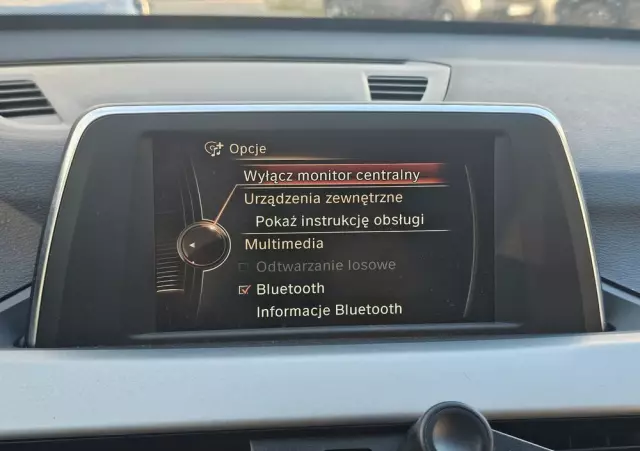 Opcje
Wyłącz monitor centralny
Urządzenia zewnętrzne
Pokaż instrukcję obsługi
Multimedia
Odtwarzanie losowe
Bluetooth
Informacje Bluetooth